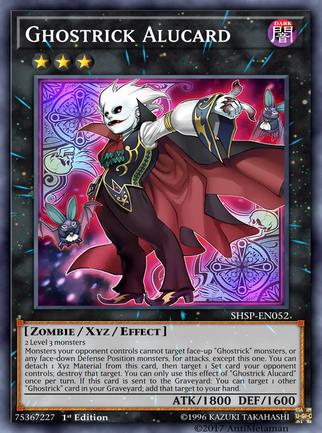 Ghostrick Alucard
DARK
闇
SHSP-EN052
[Zombie/Xyz/Effect]
2 Level 3 monsters
Monsters your opponent controls cannot target face-up "Ghostrick" monsters, or
any face-down Defense Position monsters, for attacks, except this one. You can
detach 1 Xyz Material from this card, then target 1 Set card your opponent
controls; destroy that target. You can only use this effect of "Ghostrick Alucard"
once per turn. If this card is sent to the Graveyard: You can target 1 other
"Ghostrick" card in your Graveyard; add that target to your hand.
ATK/1800 DEF/1600
75367227 1st Edition ©1996 KAZUKI TAKAHASHI
©2017 AntiMetaman